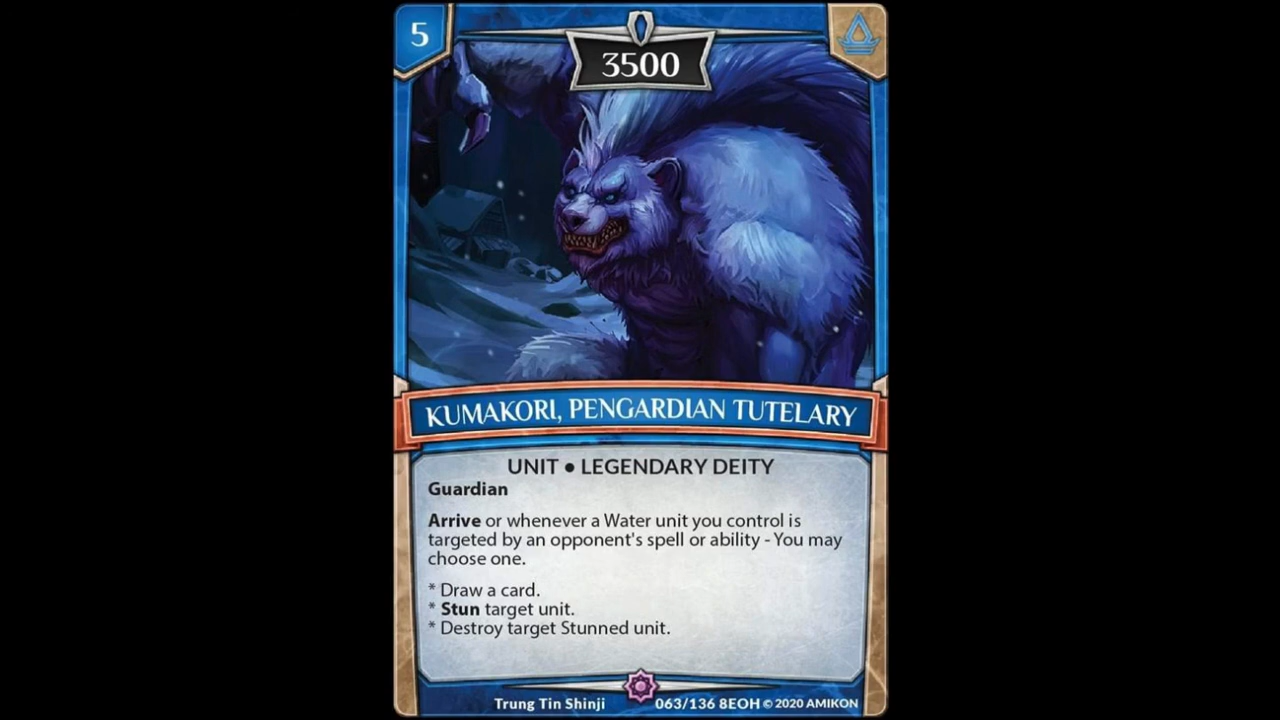 5
3500
KUMAKORI, PENGARDIAN TUTELARY
UNIT ● LEGENDARY DEITY
Guardian
Arrive or whenever a Water unit you control is
targeted by an opponent's spell or ability - You may
choose one.
* Draw a card.
* Stun target unit.
* Destroy target Stunned unit.
Trung Tin Shinji 063/136 8EOH © 2020 AMIKON